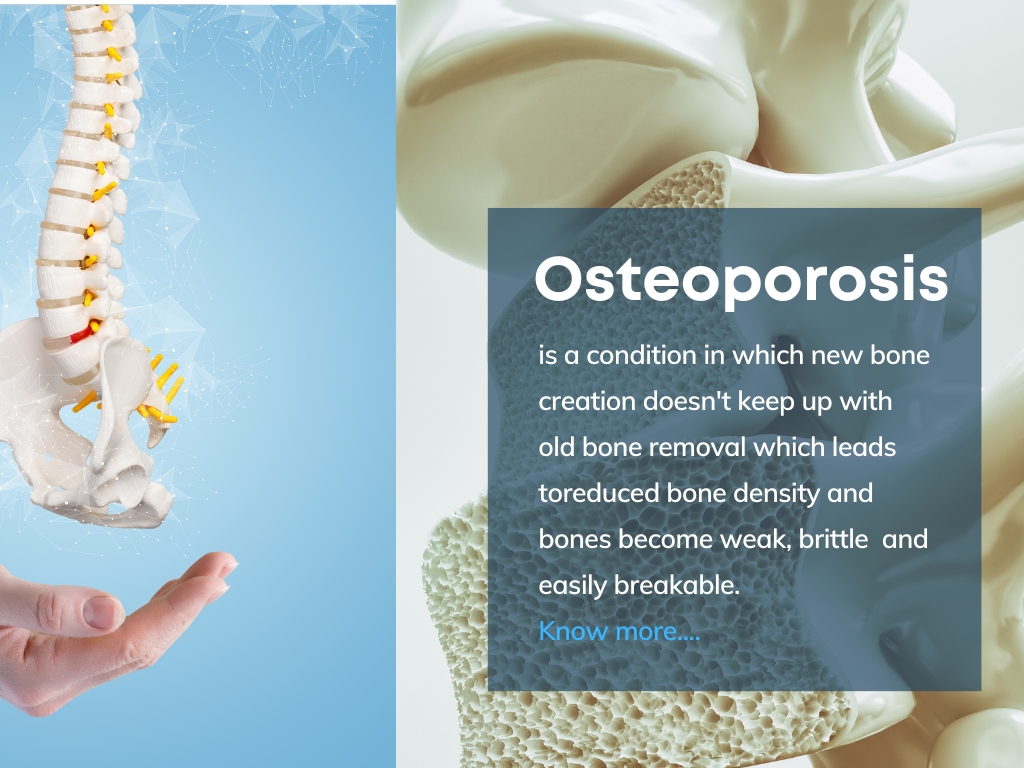 Osteoporosis
is a condition in which new bone
creation doesn't keep up with
old bone removal which leads
toreduced bone density and
bones become weak, brittle  and
easily breakable.
Know more....